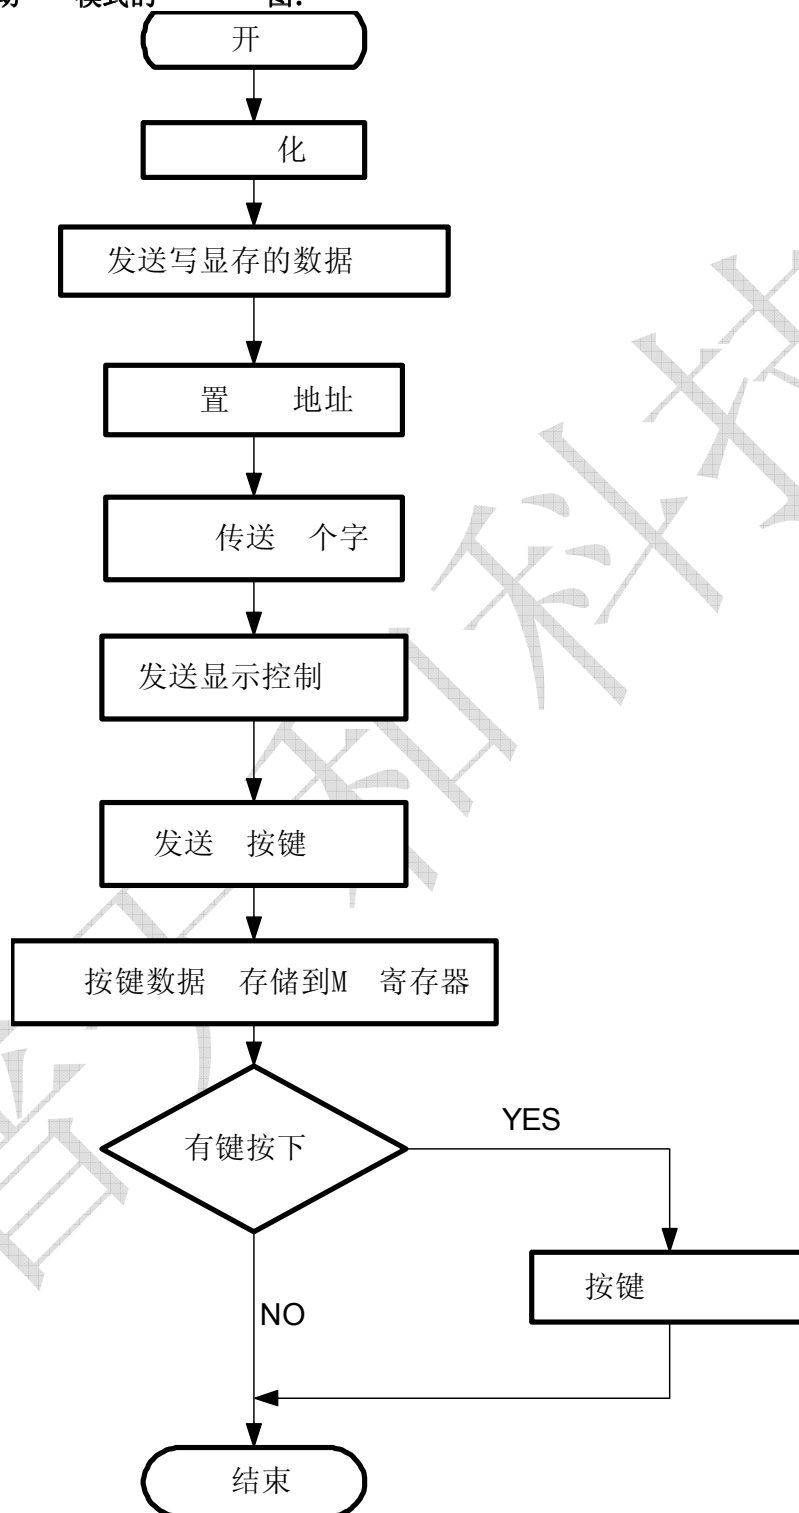 模式的 图:
开
化
发送写显存的数据
置 地址
传送 个字
发送显示控制
发送 按键
按键数据 存储到M 寄存器
有键按下
YES
按键
NO
结束